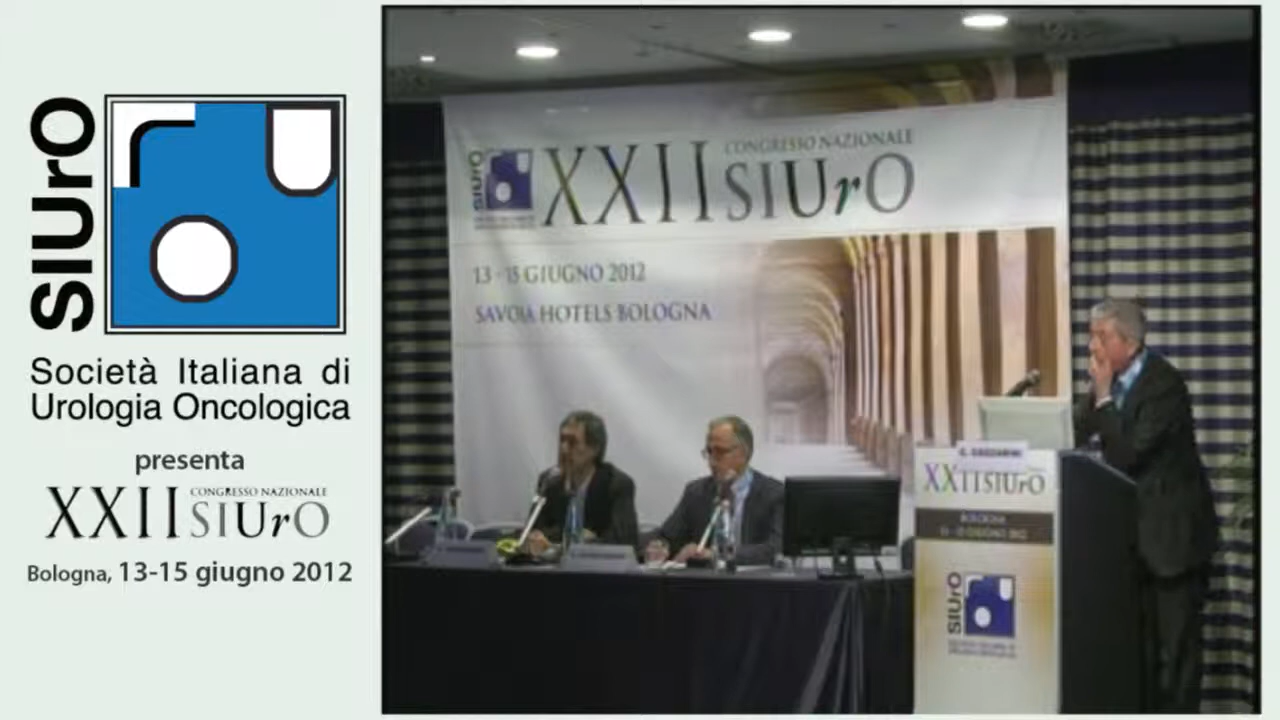 SIUrO
Società Italiana di
Urologia Oncologica
presenta
XXII CONGRESSO NAZIONALE
SIUrO
Bologna, 13-15 giugno 2012
SIUrO
XXII CONGRESSO NAZIONALE
SIUrO
13 - 15 GIUGNO 2012
SAVOIA HOTELS BOLOGNA
XXII SIUrO
BOLOGNA
SIUrO